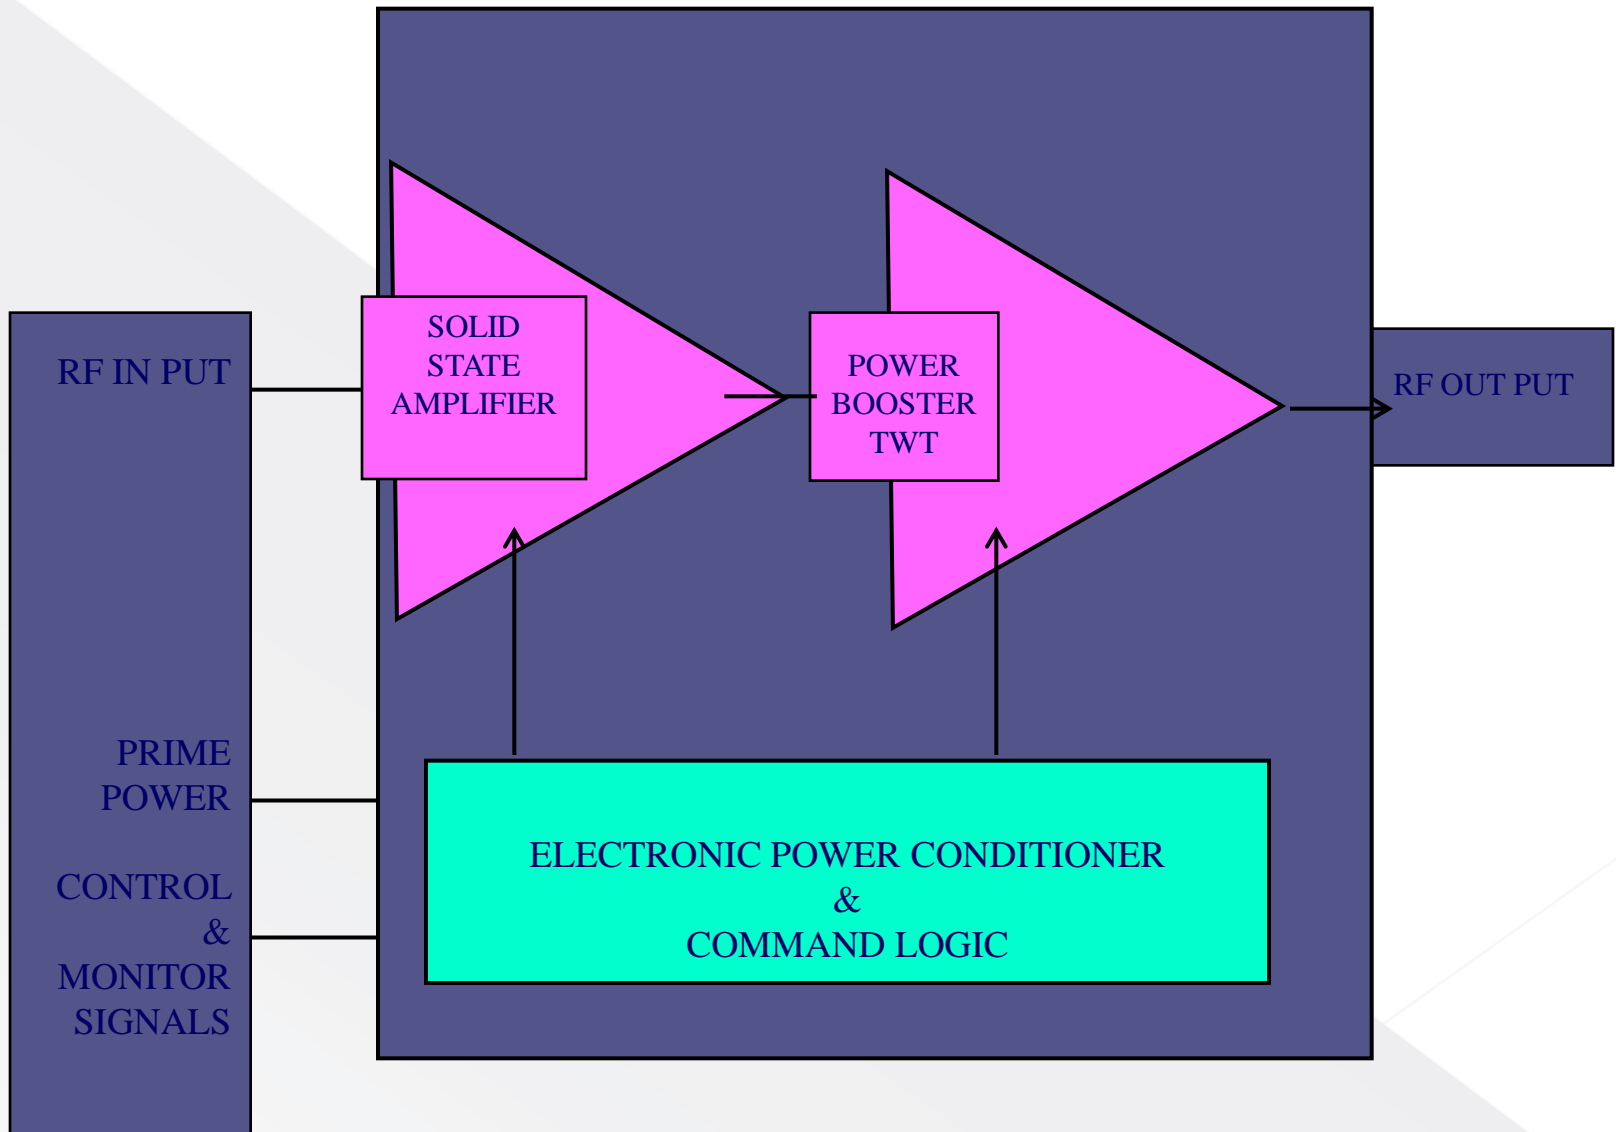 RF IN PUT
PRIME
POWER
CONTROL
&
MONITOR
SIGNALS
SOLID
STATE
AMPLIFIER
POWER
BOOSTER
TWT
RF OUT PUT
ELECTRONIC POWER CONDITIONER
&
COMMAND LOGIC